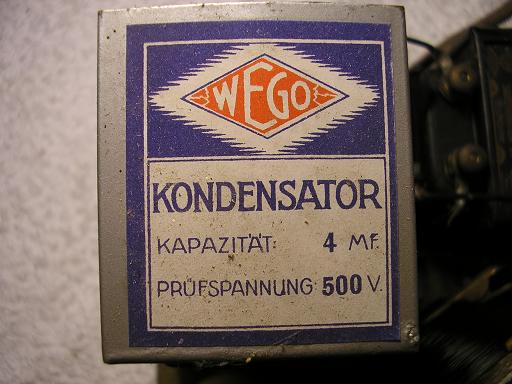 WEGO
KONDENSATOR
KAPAZITÄT: 4 MF.
PRÜFSPANNUNG: 500 V.